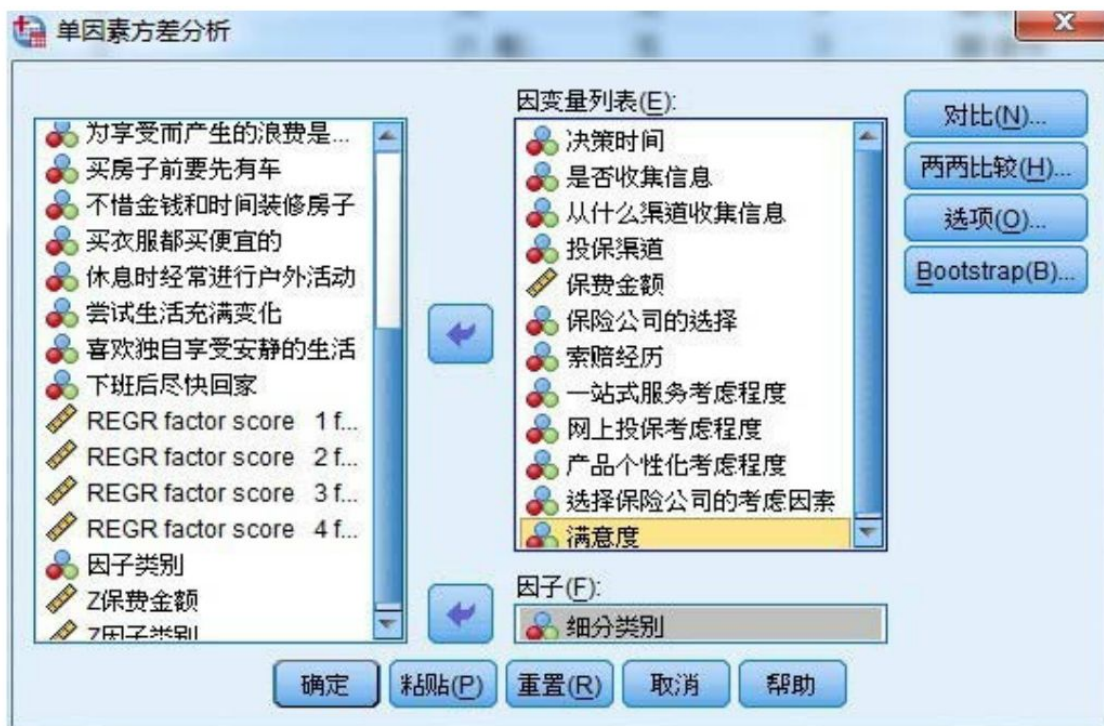 单因素方差分析
为享受而产生的浪费是...
买房子前要先有车
不惜金钱和时间装修房子
买衣服都买便宜的
休息时经常进行户外活动
尝试生活充满变化
喜欢独自享受安静的生活
下班后尽快回家
REGR factor score 1 f...
REGR factor score 2 f...
REGR factor score 3 f...
REGR factor score 4 f...
因子类别
Z保费金额
Z因子类别
因变量列表(E):
决策时间
是否收集信息
从什么渠道收集信息
投保渠道
保费金额
保险公司的选择
索赔经历
一站式服务考虑程度
网上投保考虑程度
产品个性化考虑程度
选择保险公司的考虑因素
满意度
因子(F):
细分类别
对比(N)...
两两比较(H)...
选项(O)...
Bootstrap(B)...
确定
粘贴(P)
重置(R)
取消
帮助